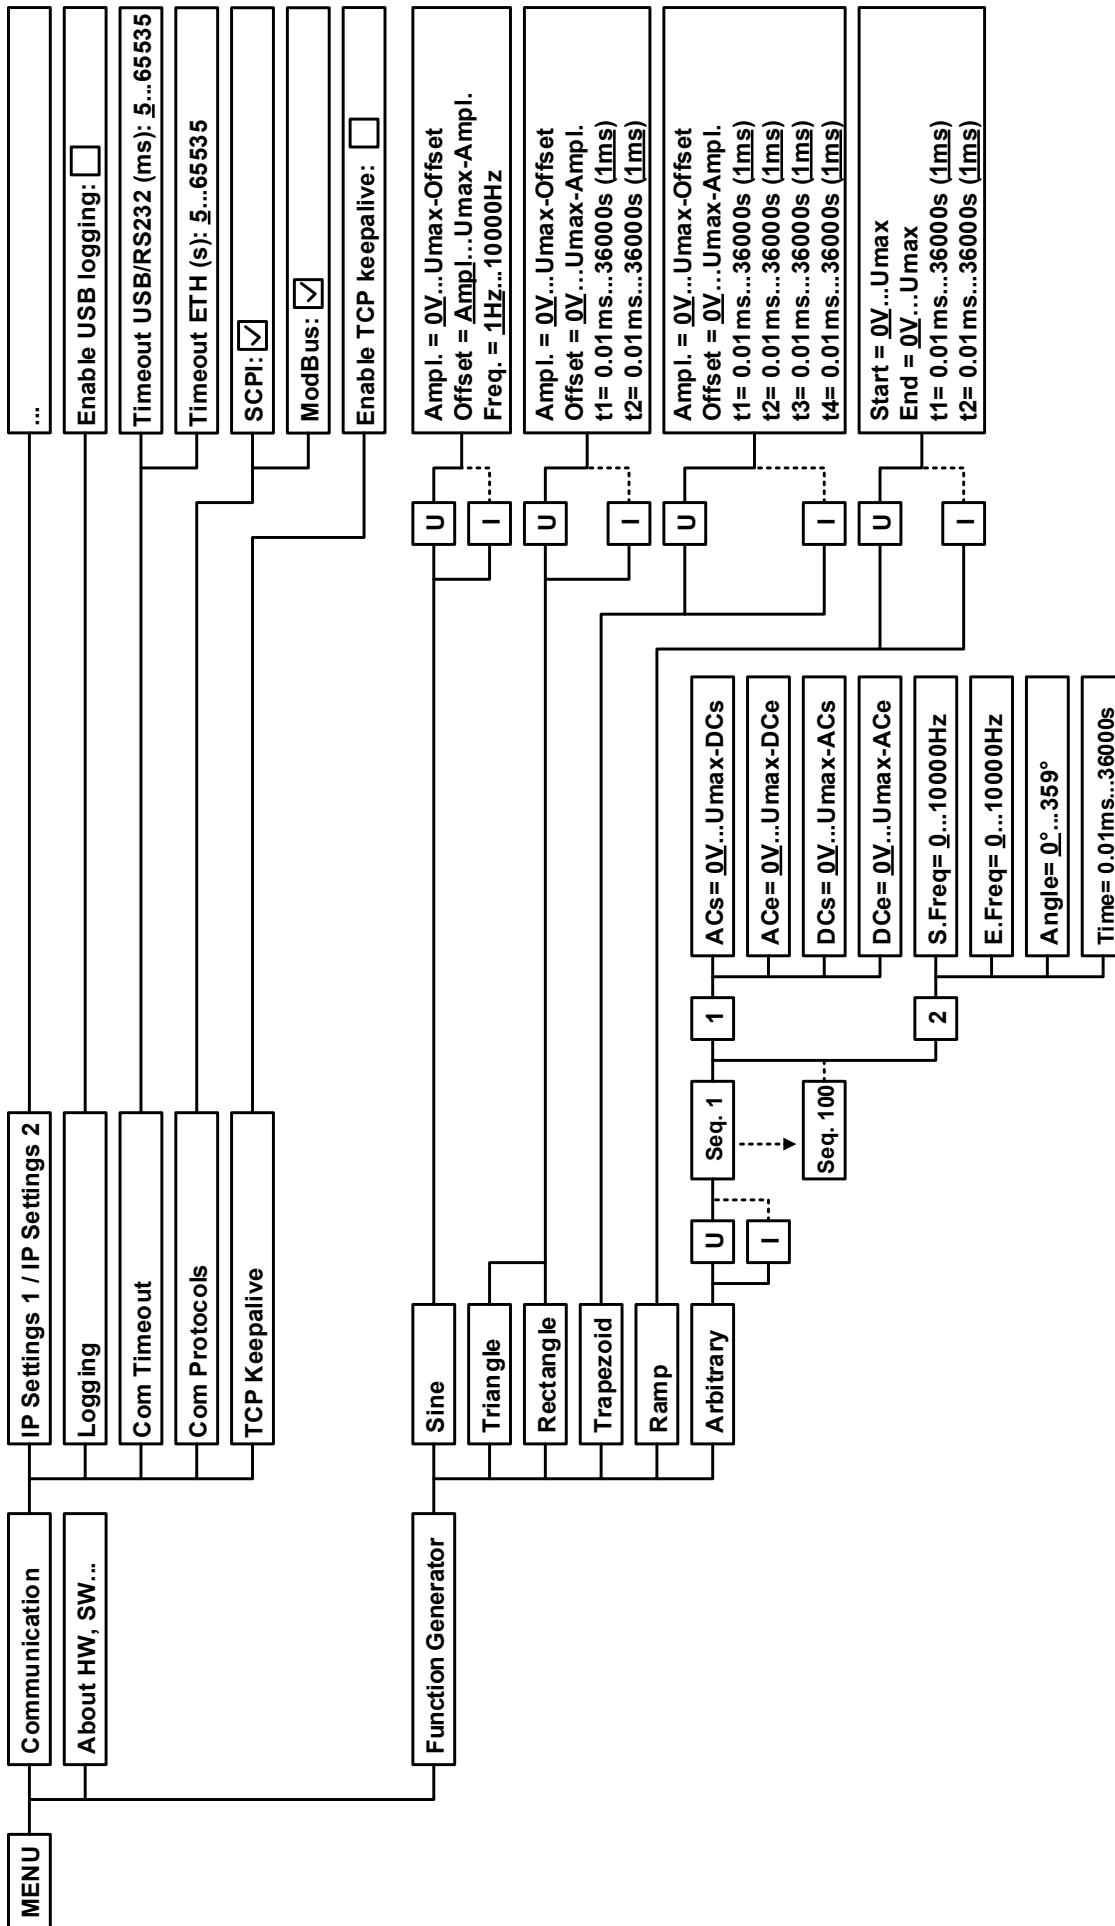 MENU
Communication
IP Settings 1 / IP Settings 2
...
Logging
Enable USB logging:
Com Timeout
Timeout USB/RS232 (ms): 5...65535
Timeout ETH (s): 5...65535
Com Protocols
SCPI:
ModBus:
TCP Keepalive
Enable TCP keepalive:
About HW, SW...
Function Generator
Sine
U
I
Ampl. = 0V...Umax-Offset
Offset = Ampl...Umax-Ampl.
Freq. = 1Hz...10000Hz
Triangle
Rectangle
U
I
Ampl. = 0V...Umax-Offset
Offset = 0V...Umax-Ampl.
t1= 0.01ms...36000s (1ms)
t2= 0.01ms...36000s (1ms)
Trapezoid
U
I
Ampl. = 0V...Umax-Offset
Offset = 0V...Umax-Ampl.
t1= 0.01ms...36000s (1ms)
t2= 0.01ms...36000s (1ms)
t3= 0.01ms...36000s (1ms)
t4= 0.01ms...36000s (1ms)
Ramp
U
I
Start = 0V...Umax
End = 0V...Umax
t1= 0.01ms...36000s (1ms)
t2= 0.01ms...36000s (1ms)
Arbitrary
U
I
Seq. 1
Seq. 100
1
ACs= 0V...Umax-DCs
ACe= 0V...Umax-DCe
DCs= 0V...Umax-ACs
DCe= 0V...Umax-ACe
2
S.Freq= 0...10000Hz
E.Freq= 0...10000Hz
Angle= 0°...359°
Time= 0.01ms...36000s